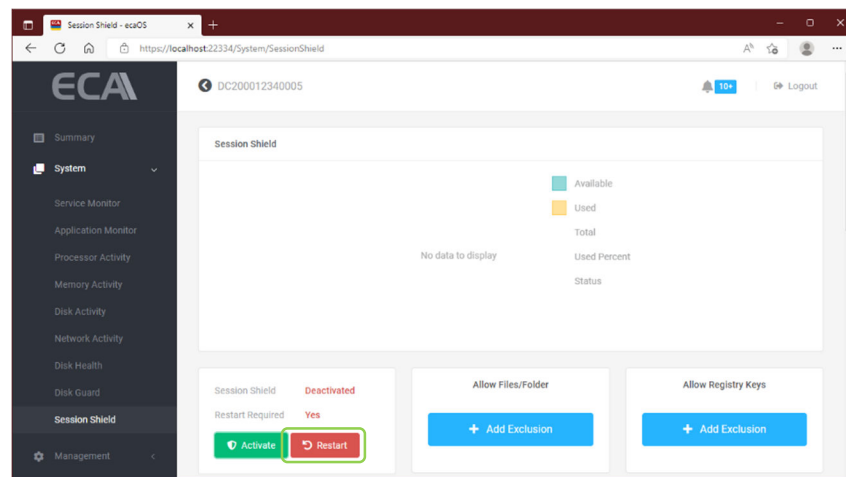 Session Shield - ecaOS
https://localhost:22334/System/SessionShield
ECA
DC200012340005
10+
Logout
Summary
System
Service Monitor
Application Monitor
Processor Activity
Memory Activity
Disk Activity
Network Activity
Disk Health
Disk Guard
Session Shield
Management
Session Shield
Available
Used
Total
Used Percent
Status
No data to display
Session Shield Deactivated
Restart Required Yes
Activate Restart
Allow Files/Folder
+ Add Exclusion
Allow Registry Keys
+ Add Exclusion